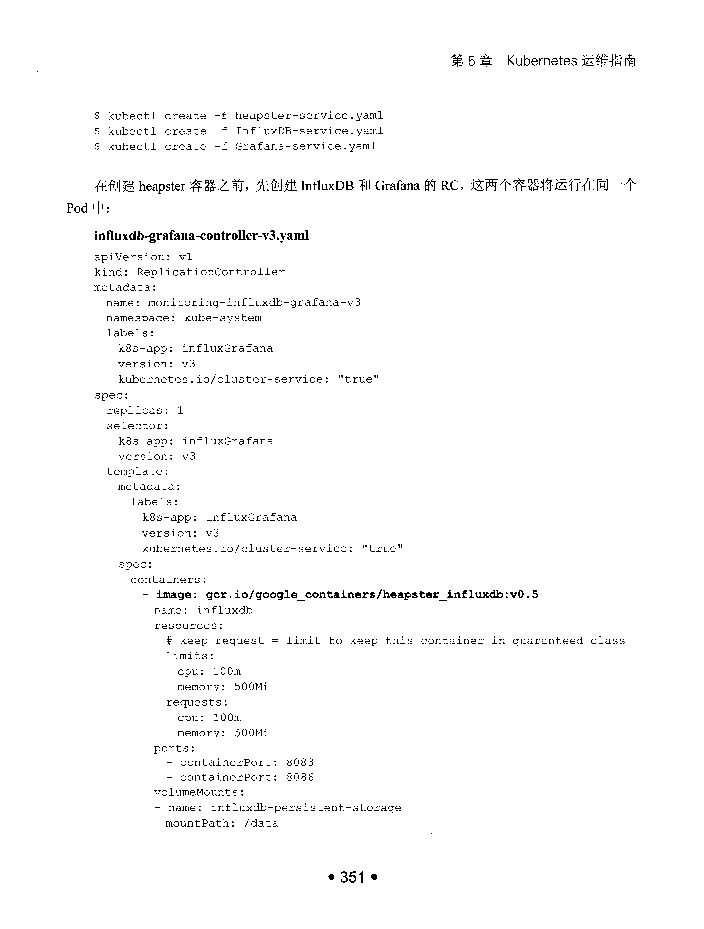 第 5 章 Kubernetes 运维指南
$ kubectl create -f heapster-service.yaml
$ kubectl create -f InfluxDB-service.yaml
$ kubectl create -f Grafana-service.yaml
在创建 heapster 容器之前，先创建 InfluxDB 和 Grafana 的 RC，这两个容器将运行在同一个
Pod 中：
influxdb-grafana-controller-v3.yaml
apiVersion: v1
kind: ReplicationController
metadata:
  name: monitoring-influxdb-grafana-v3
  namespace: kube-system
  labels:
    k8s-app: influxGrafana
    version: v3
    kubernetes.io/cluster-service: "true"
spec:
  replicas: 1
  selector:
    k8s-app: influxGrafana
    version: v3
  template:
    metadata:
      labels:
        k8s-app: influxGrafana
        version: v3
        kubernetes.io/cluster-service: "true"
    spec:
      containers:
        - image: gcr.io/google_containers/heapster_influxdb:v0.5
          name: influxdb
          resources:
            # keep request = limit to keep this container in guaranteed class
            limits:
              cpu: 100m
              memory: 500Mi
            requests:
              cpu: 100m
              memory: 500Mi
          ports:
            - containerPort: 8083
            - containerPort: 8086
          volumeMounts:
          - name: influxdb-persistent-storage
            mountPath: /data
• 351 •